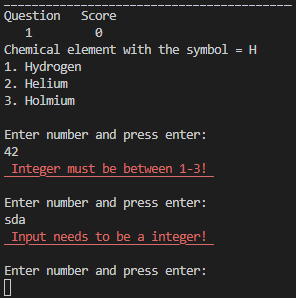 Question Score
1 0
Chemical element with the symbol = H
1. Hydrogen
2. Helium
3. Holmium
Enter number and press enter:
42
Integer must be between 1-3!
Enter number and press enter:
sda
Input needs to be a integer!
Enter number and press enter: